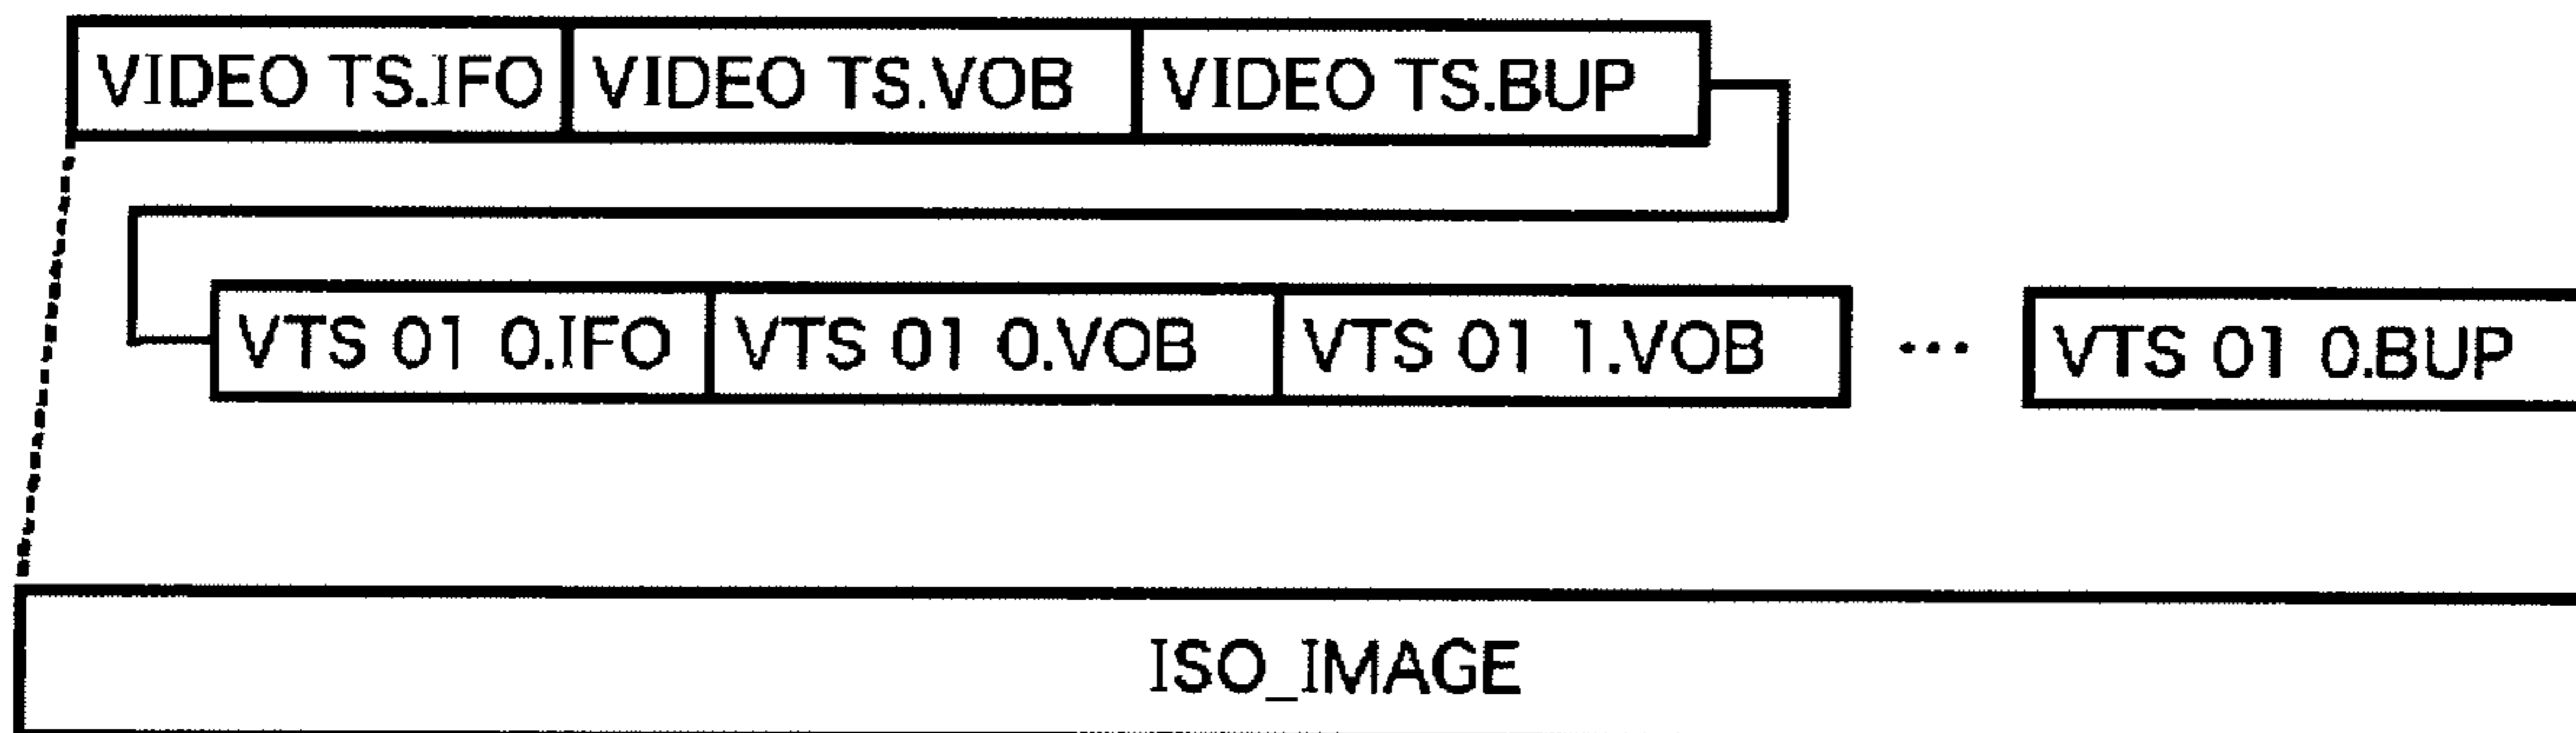 VIDEO TS.IFO VIDEO TS.VOB VIDEO TS.BUP
VTS 01 0.IFO VTS 01 0.VOB VTS 01 1.VOB ... VTS 01 0.BUP
ISO_IMAGE